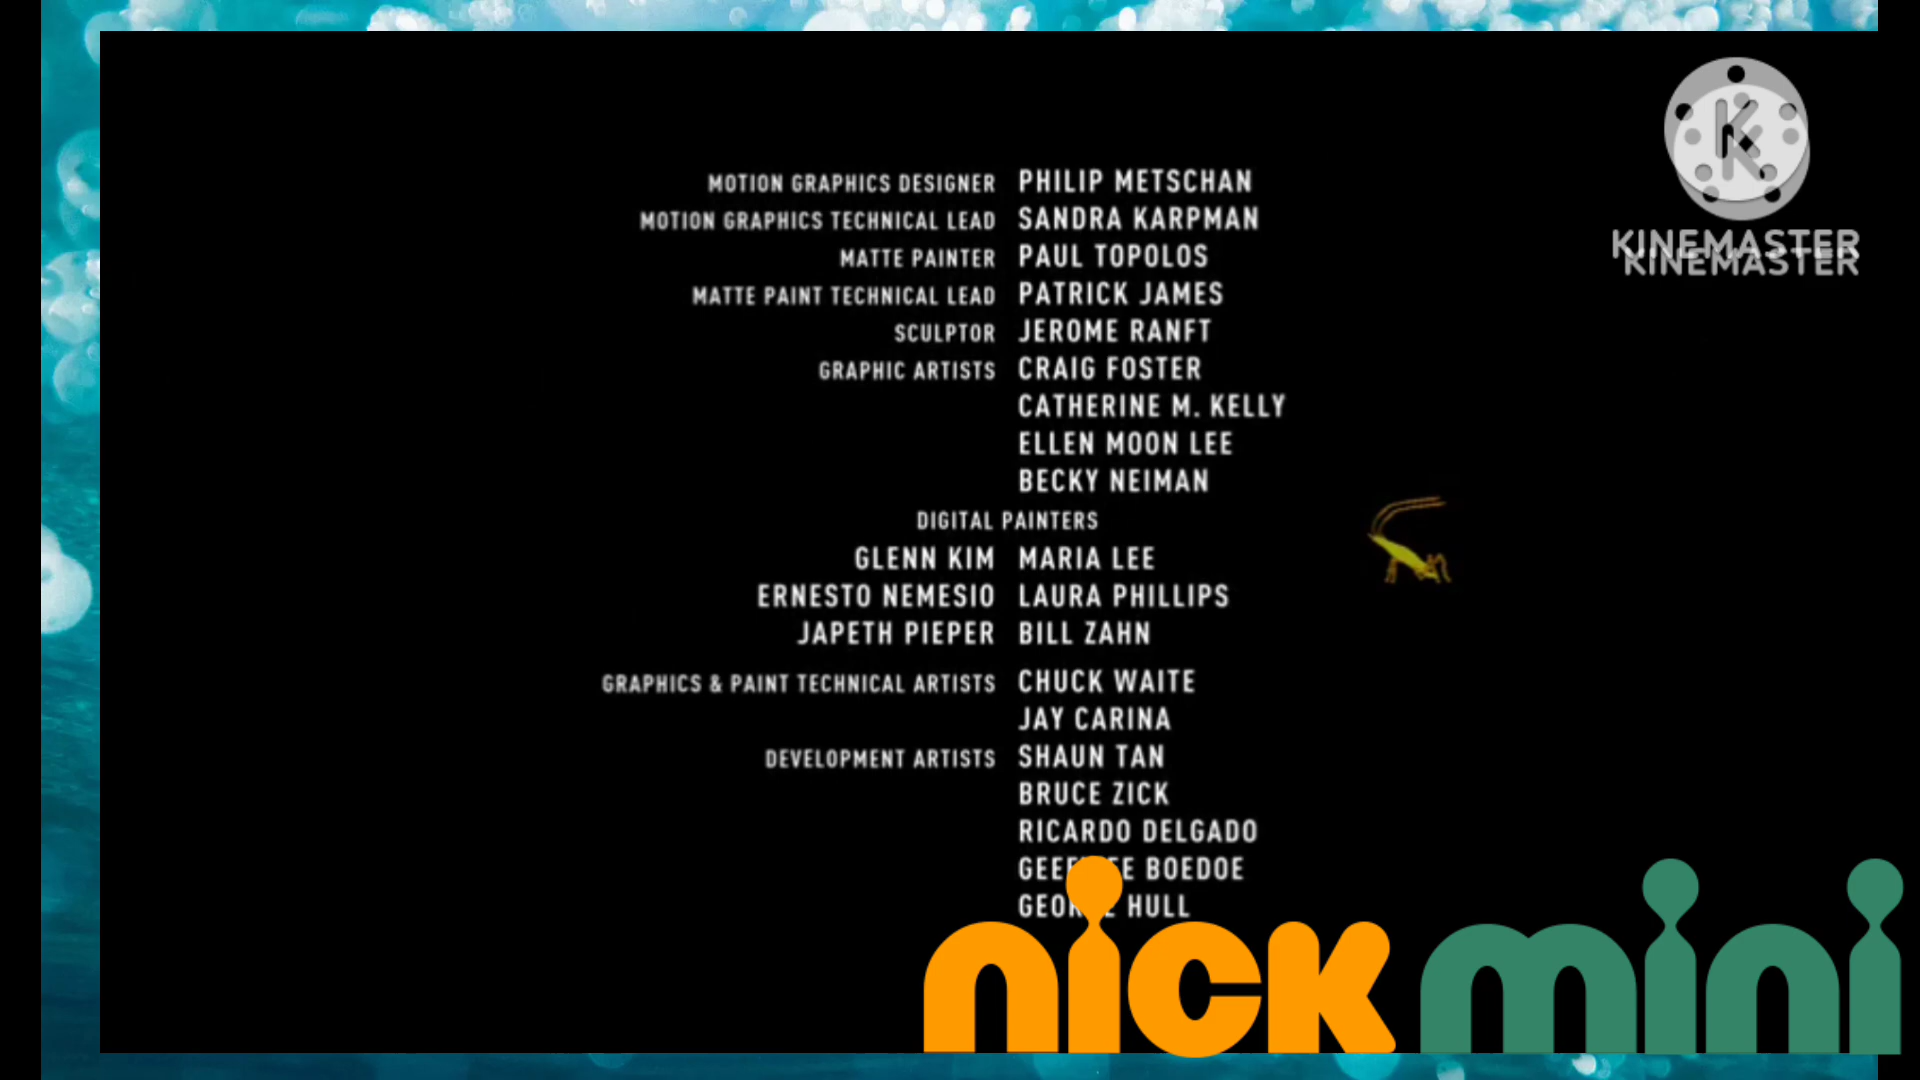 KINEMASTER
KINEMASTER
MOTION GRAPHICS DESIGNER PHILIP METSCHAN
MOTION GRAPHICS TECHNICAL LEAD SANDRA KARPMAN
MATTE PAINTER PAUL TOPOLOS
MATTE PAINT TECHNICAL LEAD PATRICK JAMES
SCULPTOR JEROME RANFT
GRAPHIC ARTISTS CRAIG FOSTER
CATHERINE M. KELLY
ELLEN MOON LEE
BECKY NEIMAN
DIGITAL PAINTERS
GLENN KIM MARIA LEE
ERNESTO NEMESIO LAURA PHILLIPS
JAPETH PIEPER BILL ZAHN
GRAPHICS & PAINT TECHNICAL ARTISTS CHUCK WAITE
JAY CARINA
DEVELOPMENT ARTISTS SHAUN TAN
BRUCE ZICK
RICARDO DELGADO
BOEDOE
HULL
nick mini